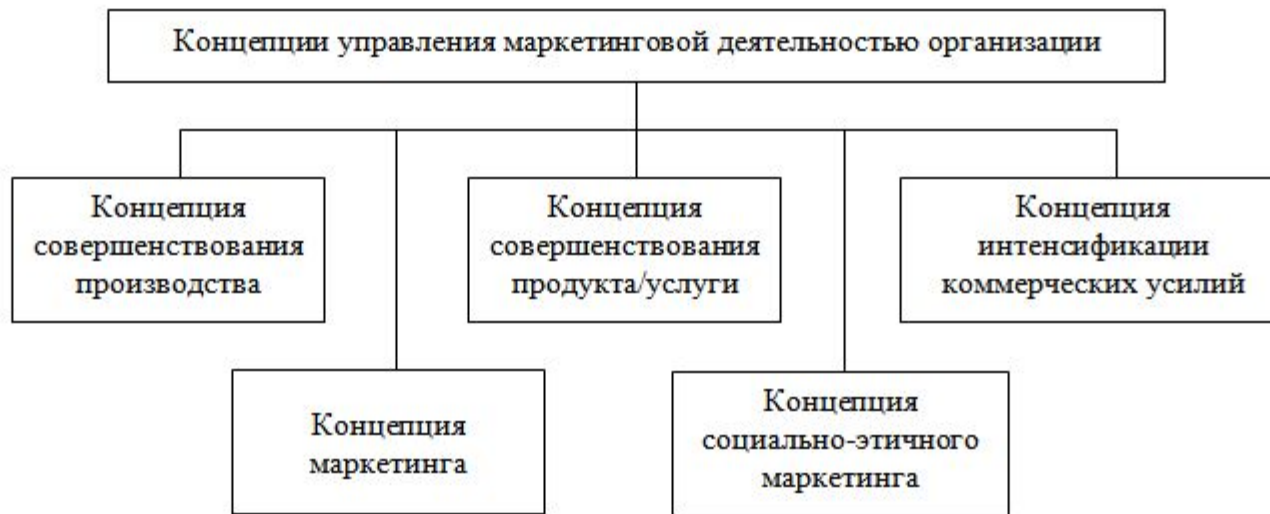 Концепции управления маркетинговой деятельностью организации
Концепция
совершенствования
производства
Концепция
совершенствования
продукта/услуги
Концепция
интенсификации
коммерческих усилий
Концепция
маркетинга
Концепция
социально-этичного
маркетинга